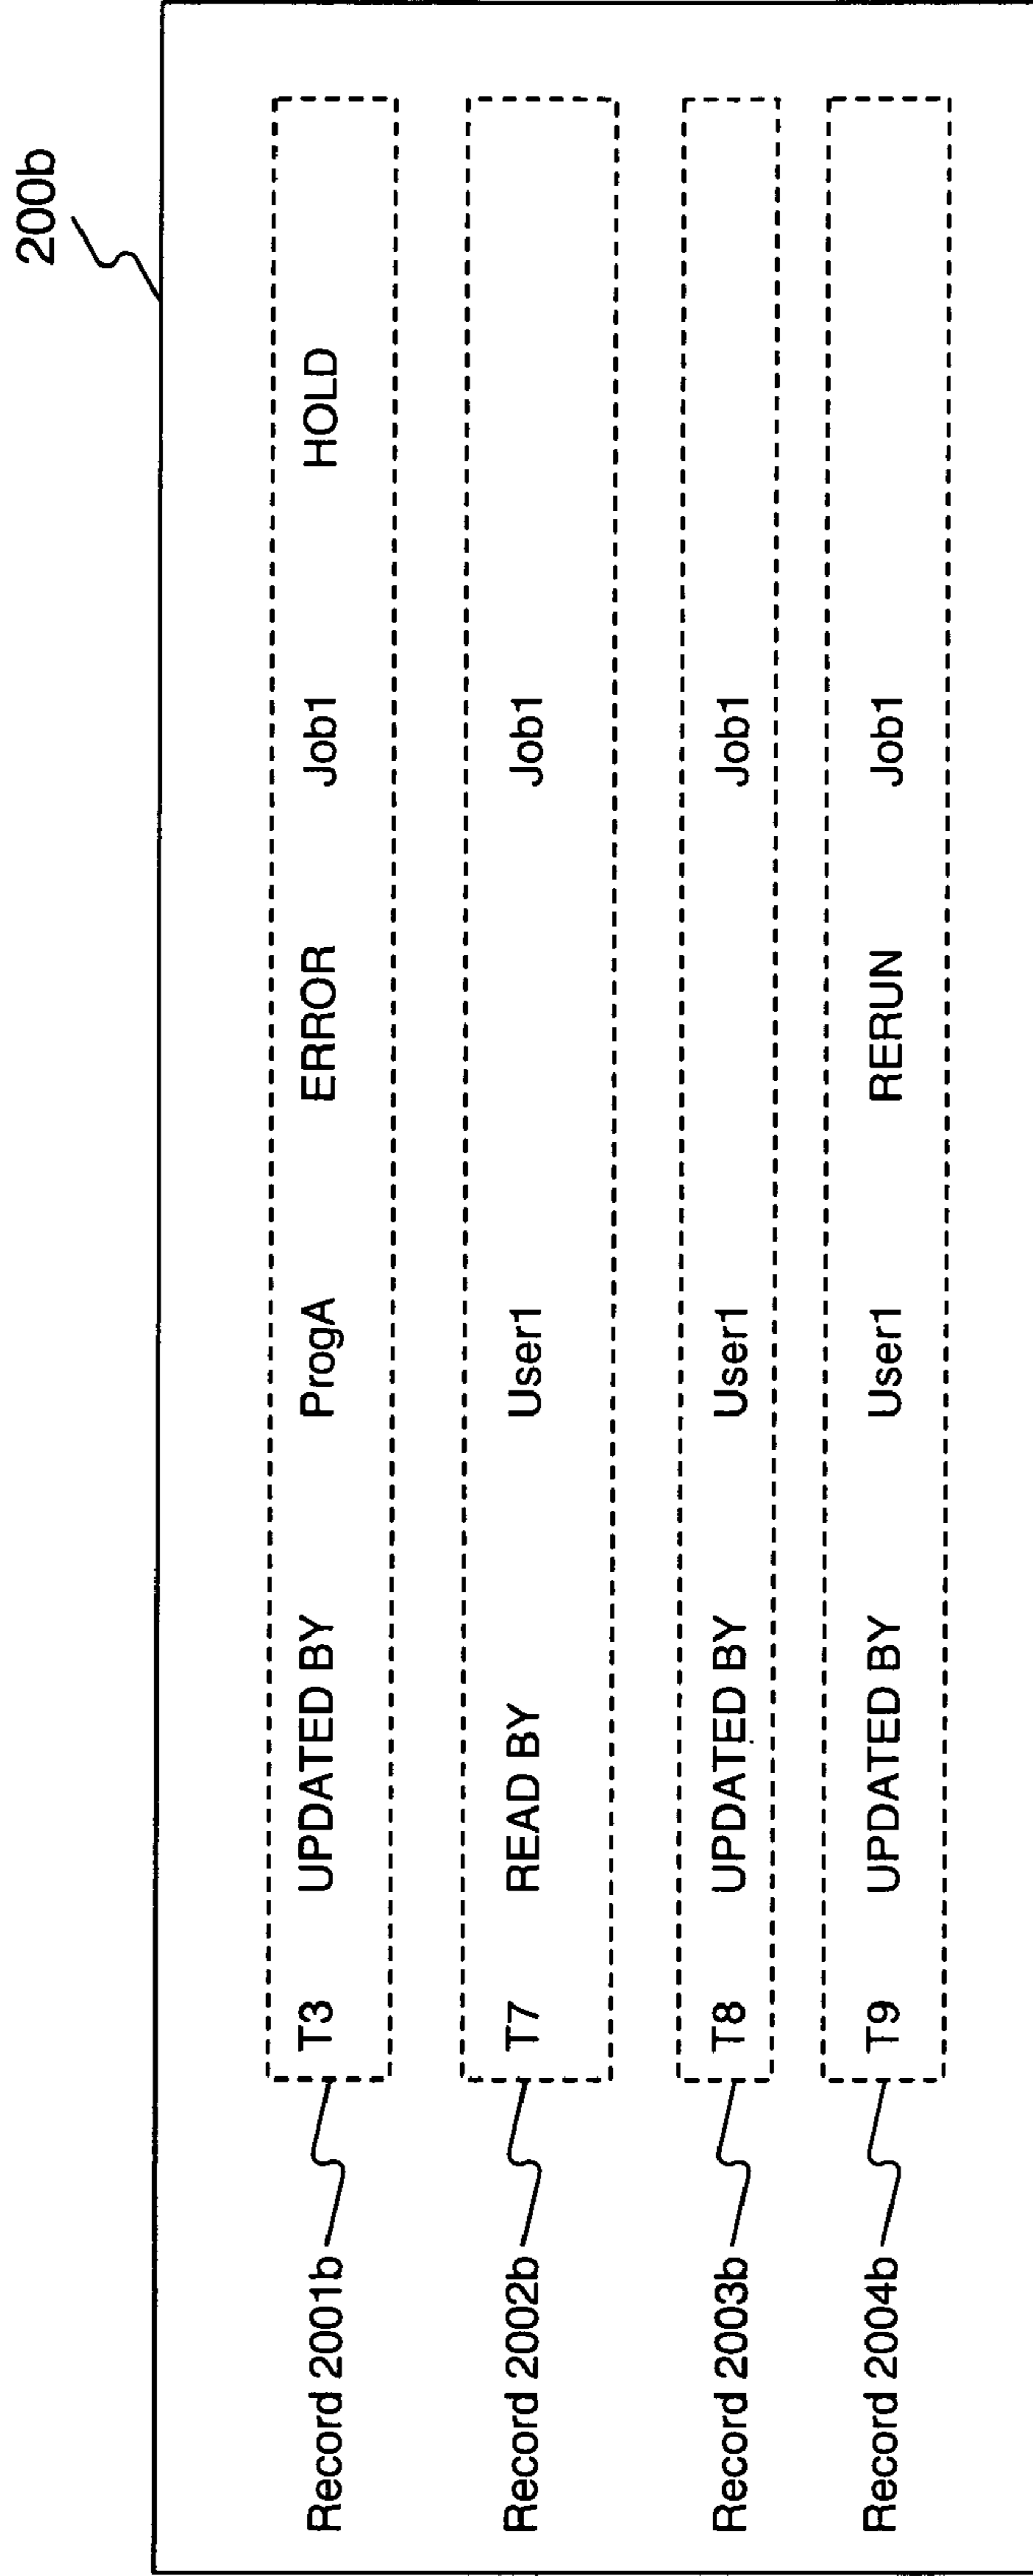 200b
Record 2001b T3 UPDATED BY ProgA ERROR Job1 HOLD
Record 2002b T7 READ BY User1 Job1
Record 2003b T8 UPDATED BY User1 Job1
Record 2004b T9 UPDATED BY User1 RERUN Job1